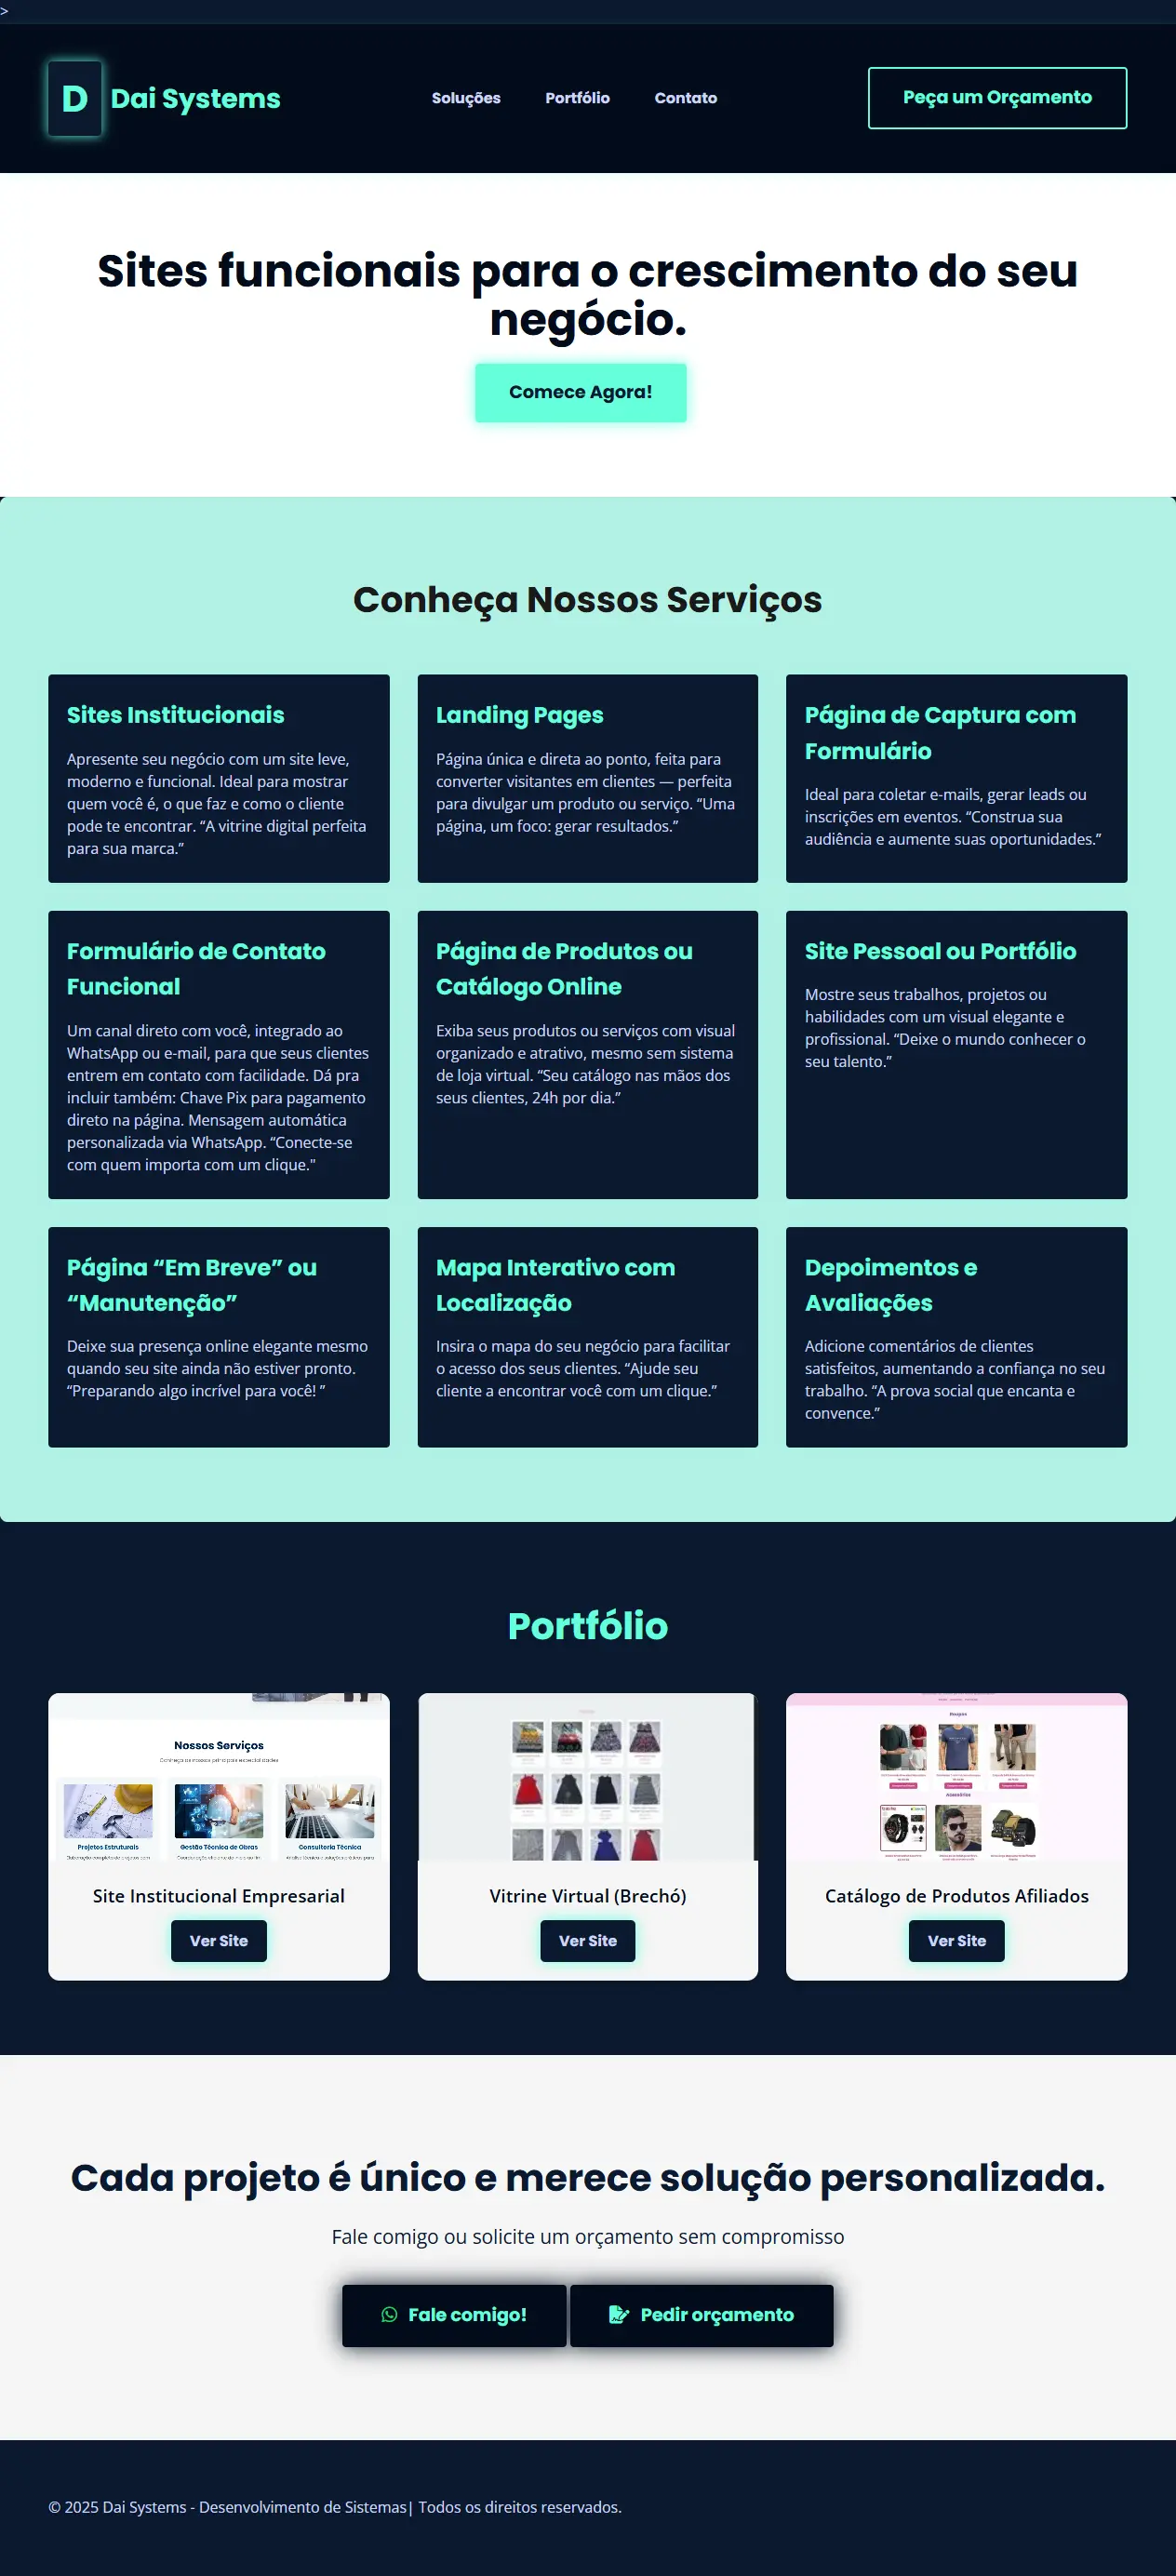 >
D Dai Systems
Soluções
Portfólio
Contato
Peça um Orçamento
Sites funcionais para o crescimento do seu
negócio.
Comece Agora!
Conheça Nossos Serviços
Sites Institucionais
Apresente seu negócio com um site leve,
moderno e funcional. Ideal para mostrar
quem você é, o que faz e como o cliente
pode te encontrar. “A vitrine digital perfeita
para sua marca.”
Landing Pages
Página única e direta ao ponto, feita para
converter visitantes em clientes — perfeita
para divulgar um produto ou serviço. “Uma
página, um foco: gerar resultados.”
Página de Captura com
Formulário
Ideal para coletar e-mails, gerar leads ou
inscrições em eventos. “Construa sua
audiência e aumente suas oportunidades.”
Formulário de Contato
Funcional
Um canal direto com você, integrado ao
WhatsApp ou e-mail, para que seus clientes
entrem em contato com facilidade. Dá pra
incluir também: Chave Pix para pagamento
direto na página. Mensagem automática
personalizada via WhatsApp. “Conecte-se
com quem importa com um clique."
Página de Produtos ou
Catálogo Online
Exiba seus produtos ou serviços com visual
organizado e atrativo, mesmo sem sistema
de loja virtual. “Seu catálogo nas mãos dos
seus clientes, 24h por dia.”
Site Pessoal ou Portfólio
Mostre seus trabalhos, projetos ou
habilidades com um visual elegante e
profissional. “Deixe o mundo conhecer o
seu talento.”
Página “Em Breve” ou
“Manutenção”
Deixe sua presença online elegante mesmo
quando seu site ainda não estiver pronto.
“Preparando algo incrível para você! ”
Mapa Interativo com
Localização
Insira o mapa do seu negócio para facilitar
o acesso dos seus clientes. “Ajude seu
cliente a encontrar você com um clique.”
Depoimentos e
Avaliações
Adicione comentários de clientes
satisfeitos, aumentando a confiança no seu
trabalho. “A prova social que encanta e
convence.”
Portfólio
Nossos Serviços
Conheça as nossas principais especialidades
Projetos Estruturais
Gestão Técnica de Obras
Consultoria Técnica
Site Institucional Empresarial
Ver Site
Vitrine Virtual (Brechó)
Ver Site
Roupas
Acessórios
Catálogo de Produtos Afiliados
Ver Site
Cada projeto é único e merece solução personalizada.
Fale comigo ou solicite um orçamento sem compromisso
Fale comigo!
Pedir orçamento
© 2025 Dai Systems - Desenvolvimento de Sistemas| Todos os direitos reservados.